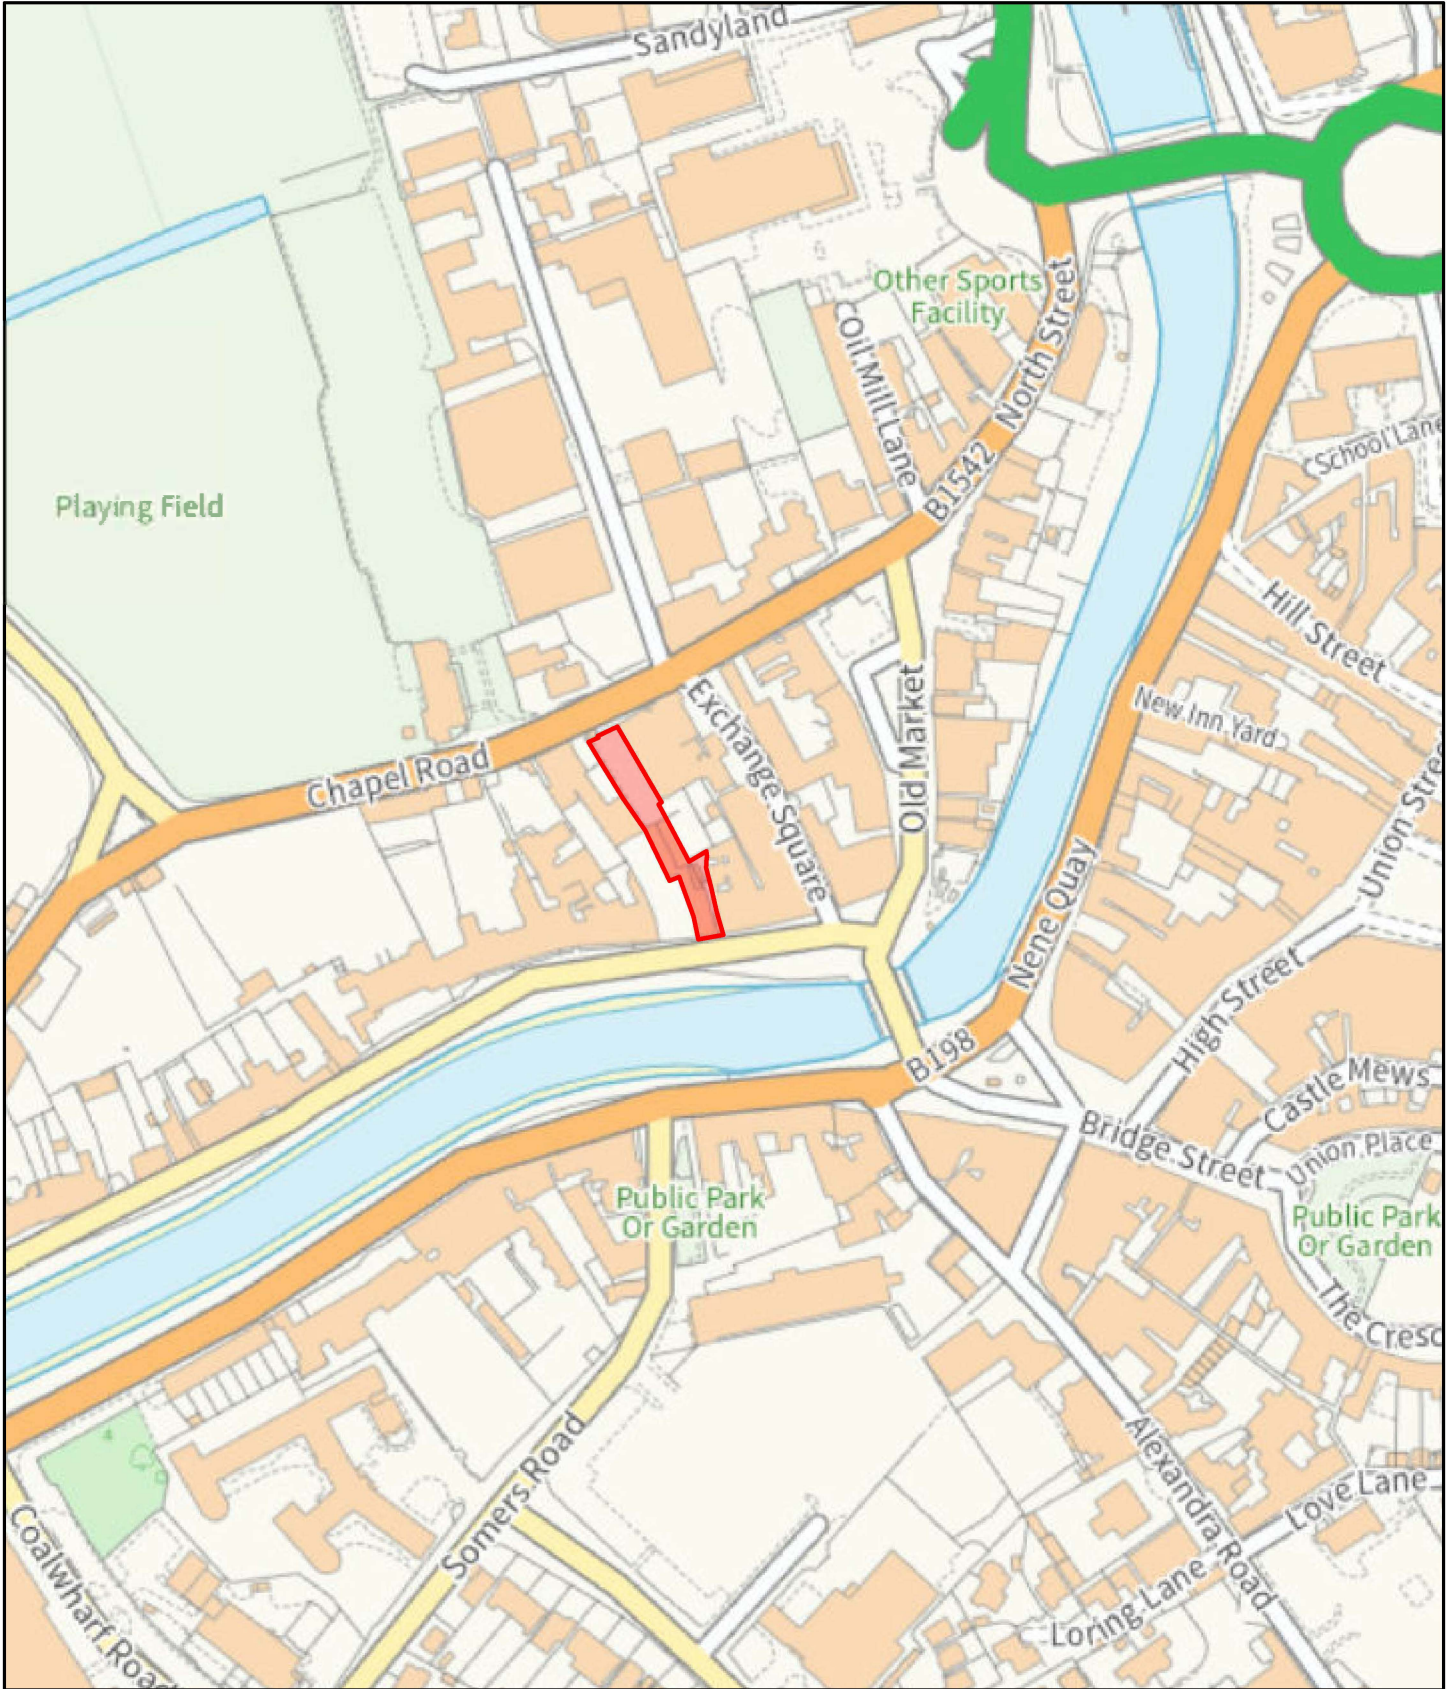 Sandyland
Other Sports
Facility
Oil Mill Lane
North Street
B1542
School Lane
Playing Field
Hill Street
New Inn Yard
Exchange Square
Old Market
Chapel Road
Union Stree
Nene Quay
High Street
B198
Castle Mews
Bridge Street
Union Place
Public Park
Or Garden
Public Park
Or Garden
The Cresc
Somers Road
Alexandra Road
Love Lane
Loring Lane
Coalwharf Road